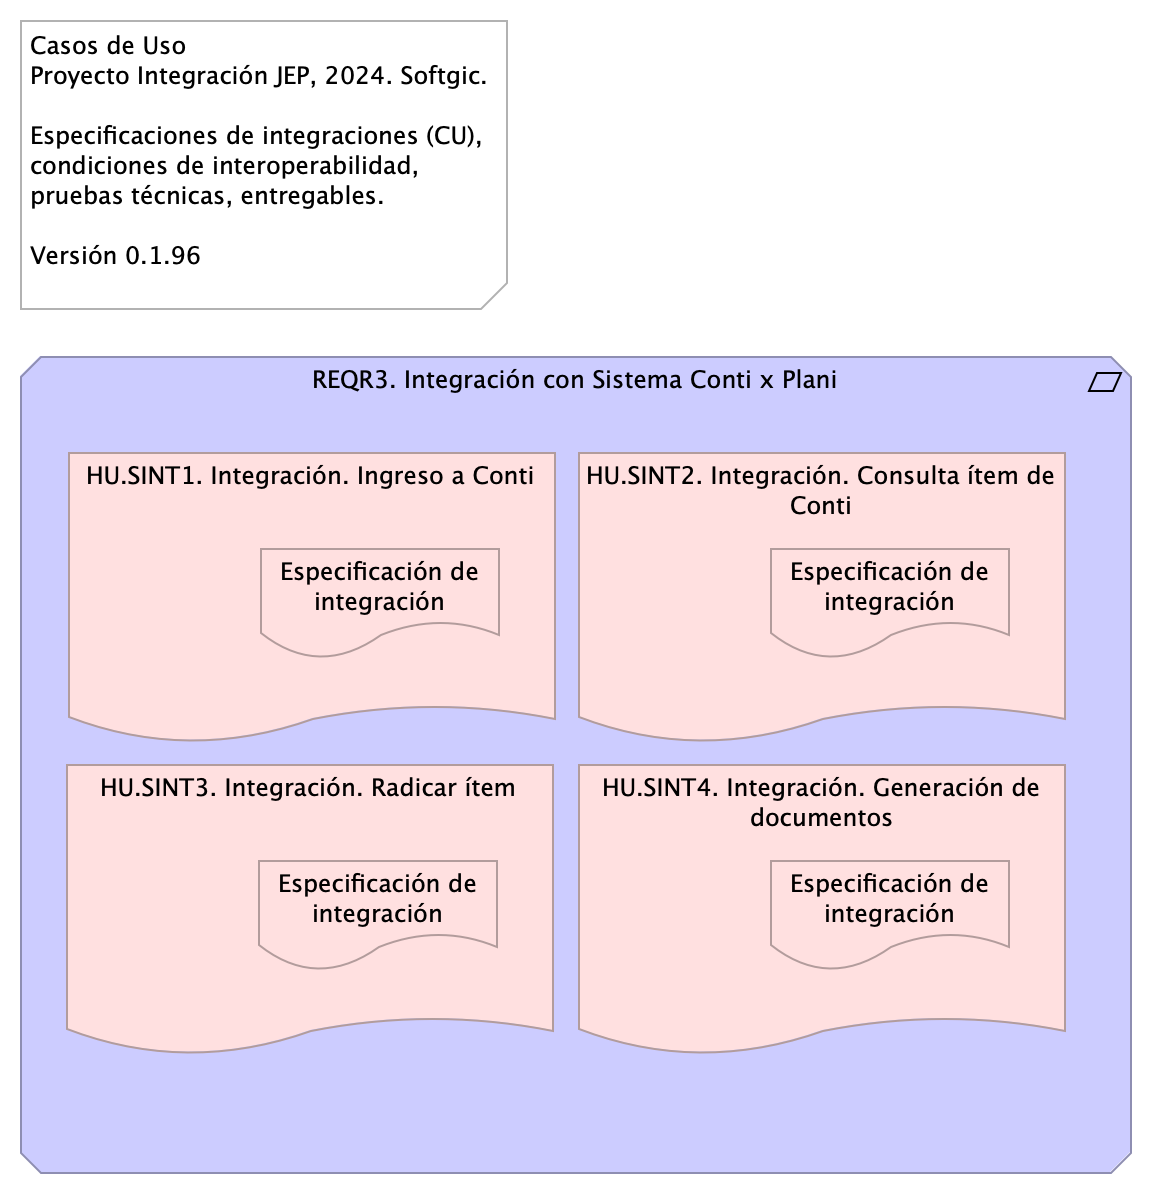 Casos de Uso
Proyecto Integración JEP, 2024. Softgic.
Especificaciones de integraciones (CU),
condiciones de interoperabilidad,
pruebas técnicas, entregables.
Versión 0.1.96
REQR3. Integración con Sistema Conti x Plani
HU.SINT1. Integración. Ingreso a Conti
Especificación de
integración
HU.SINT2. Integración. Consulta ítem de
Conti
Especificación de
integración
HU.SINT3. Integración. Radicar ítem
Especificación de
integración
HU.SINT4. Integración. Generación de
documentos
Especificación de
integración